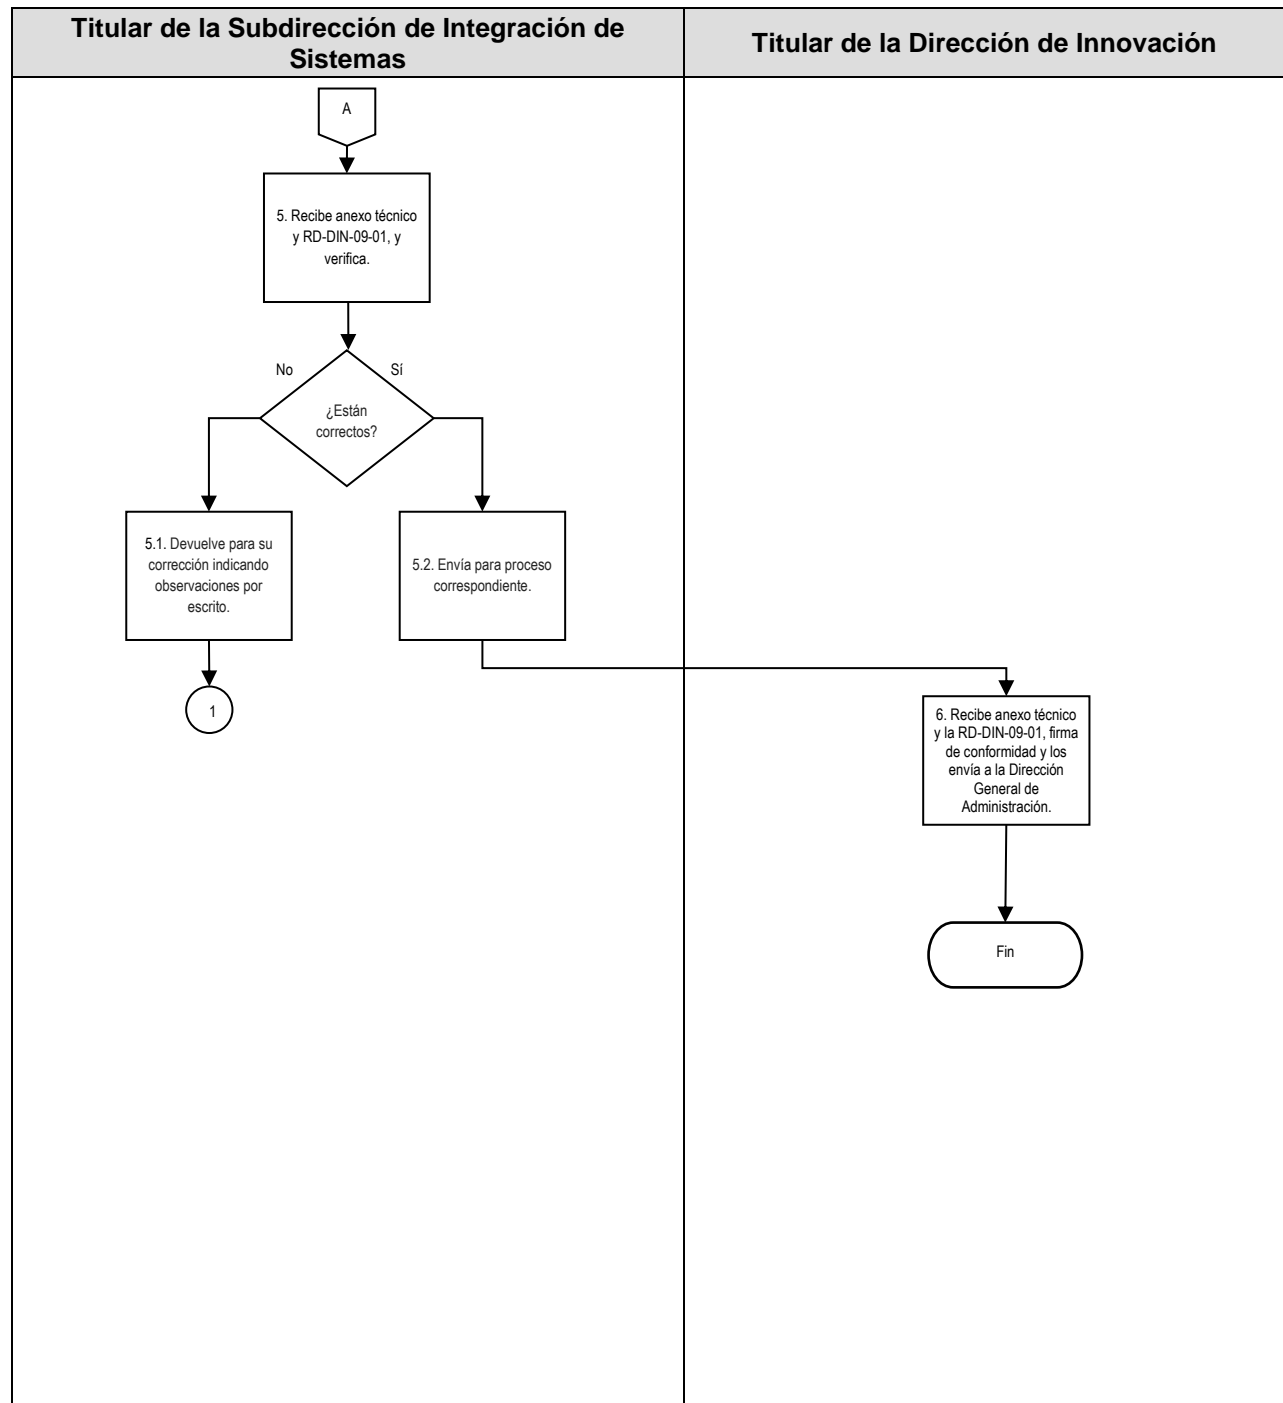 Titular de la Subdirección de Integración de
Sistemas
Titular de la Dirección de Innovación
A
5. Recibe anexo técnico
y RD-DIN-09-01, y
verifica.
No
Sí
¿Están
correctos?
5.1. Devuelve para su
corrección indicando
observaciones por
escrito.
5.2. Envía para proceso
correspondiente.
1
6. Recibe anexo técnico
y la RD-DIN-09-01, firma
de conformidad y los
envía a la Dirección
General de
Administración.
Fin